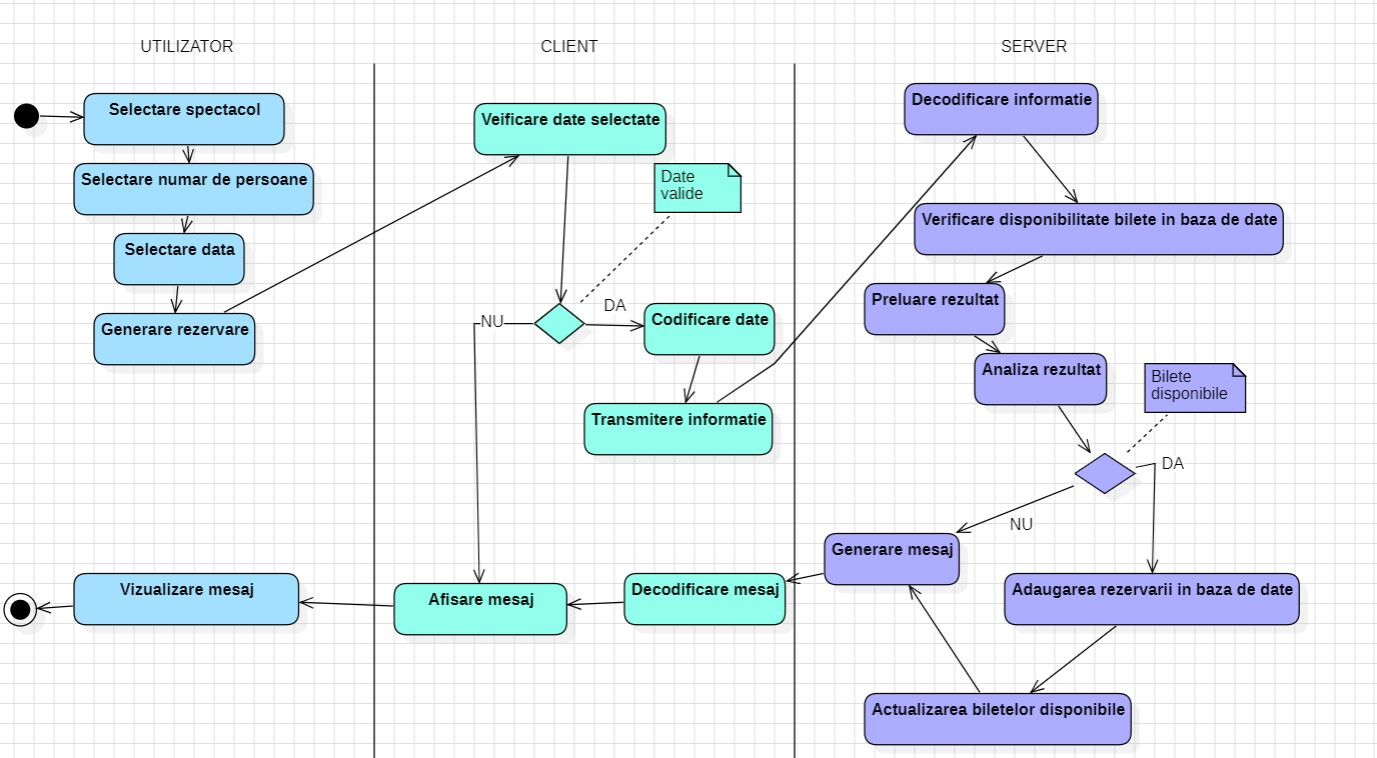 UTILIZATOR
CLIENT
SERVER
Selectare spectacol
Selectare numar de persoane
Selectare data
Generare rezervare
Vizualizare mesaj
Veificare date selectate
Date
valide
DA
NU
Codificare date
Transmitere informatie
Afisare mesaj
Decodificare mesaj
Decodificare informatie
Verificare disponibilitate bilete in baza de date
Preluare rezultat
Analiza rezultat
Bilete
disponibile
DA
NU
Generare mesaj
Adaugarea rezervarii in baza de date
Actualizarea biletelor disponibile